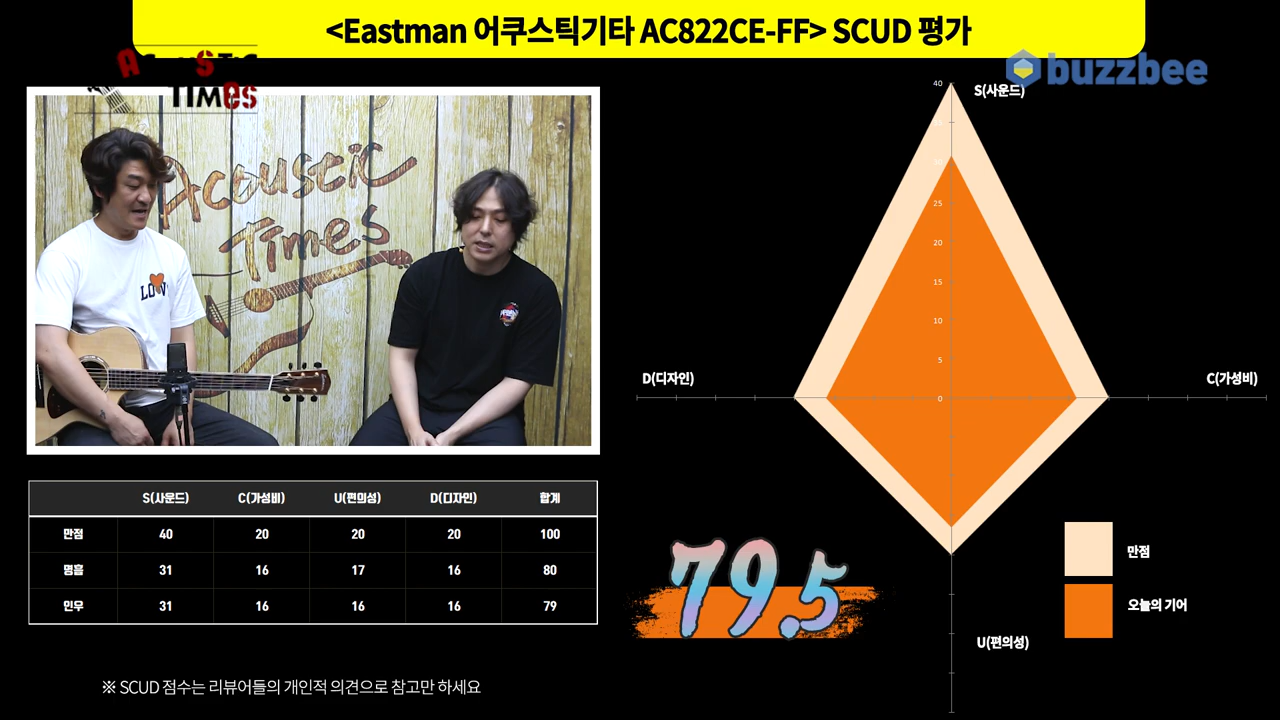 <Eastman 어쿠스틱기타 AC822CE-FF> SCUD 평가
AcouSTic
TIMes
buzzbee
Acoustic
Times
LOV
S(사운드)
C(가성비)
U(편의성)
D(디자인)
40
30
25
20
15
10
5
0
S(사운드) C(가성비) U(편의성) D(디자인) 합계
만점 40 20 20 20 100
명흠 31 16 17 16 80
민우 31 16 16 16 79
79.5
만점
오늘의 기어
※ SCUD 점수는 리뷰어들의 개인적 의견으로 참고만 하세요